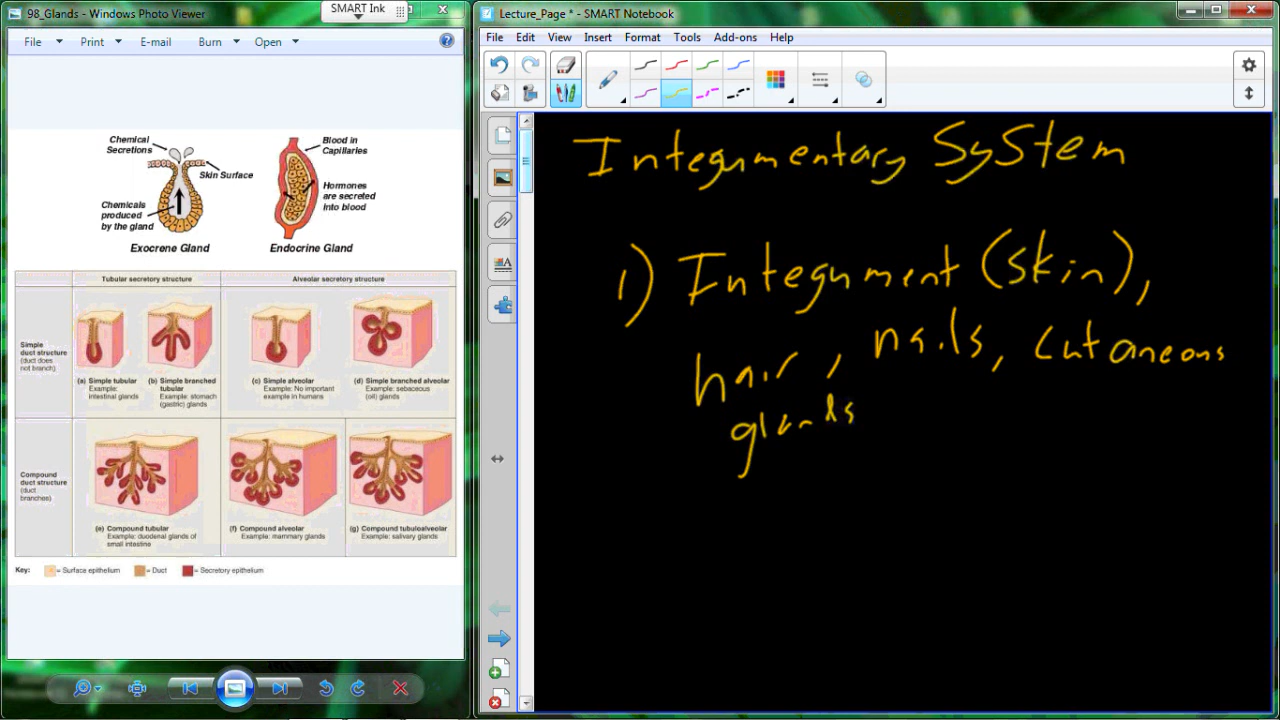 98_Glands - Windows Photo Viewer
SMART Ink
File Print E-mail Burn Open
Chemical
Secretions
Skin Surface
Chemicals
produced
by the gland
Exocrene Gland
Blood in
Capillaries
Hormones
are secreted
into blood
Endocrine Gland
Tubular secretory structure
Alveolar secretory structure
Simple
duct structure
(duct does
not branch)
(a) Simple tubular
Example:
intestinal glands
(b) Simple branched
tubular
Example: stomach
(gastric) glands
(c) Simple alveolar
Example: No important
example in humans
(d) Simple branched alveolar
Example: sebaceous
(oil) glands
Compound
duct structure
(duct
branches)
(e) Compound tubular
Example: duodenal glands of
small intestine
(f) Compound alveolar
Example: mammary glands
(g) Compound tubuloalveolar
Example: salivary glands
Key: = Surface epithelium = Duct = Secretory epithelium
Lecture_Page * - SMART Notebook
File Edit View Insert Format Tools Add-ons Help
Integumentary System
1) Integument (skin),
hair, nails, cutaneous
glands